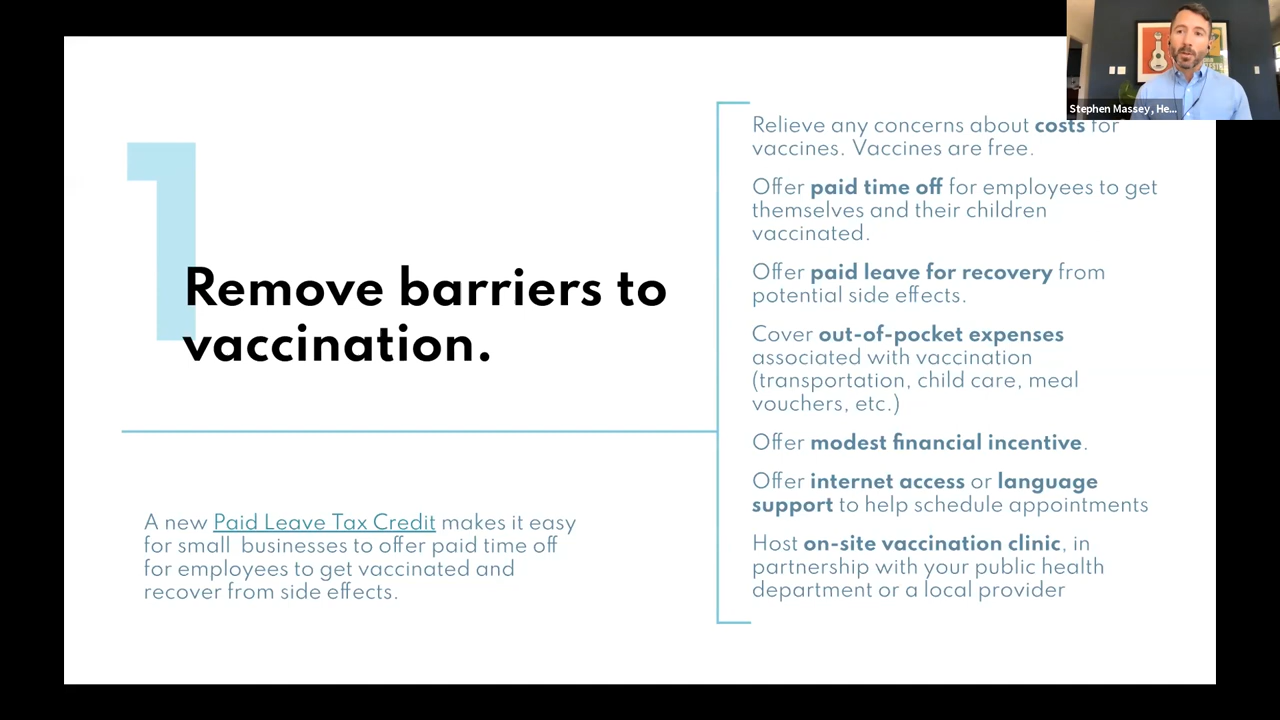 1
Remove barriers to
vaccination.
A new Paid Leave Tax Credit makes it easy
for small businesses to offer paid time off
for employees to get vaccinated and
recover from side effects.
Relieve any concerns about costs for
vaccines. Vaccines are free.
Offer paid time off for employees to get
themselves and their children
vaccinated.
Offer paid leave for recovery from
potential side effects.
Cover out-of-pocket expenses
associated with vaccination
(transportation, child care, meal
vouchers, etc.)
Offer modest financial incentive.
Offer internet access or language
support to help schedule appointments
Host on-site vaccination clinic, in
partnership with your public health
department or a local provider
Stephen Massey, He...